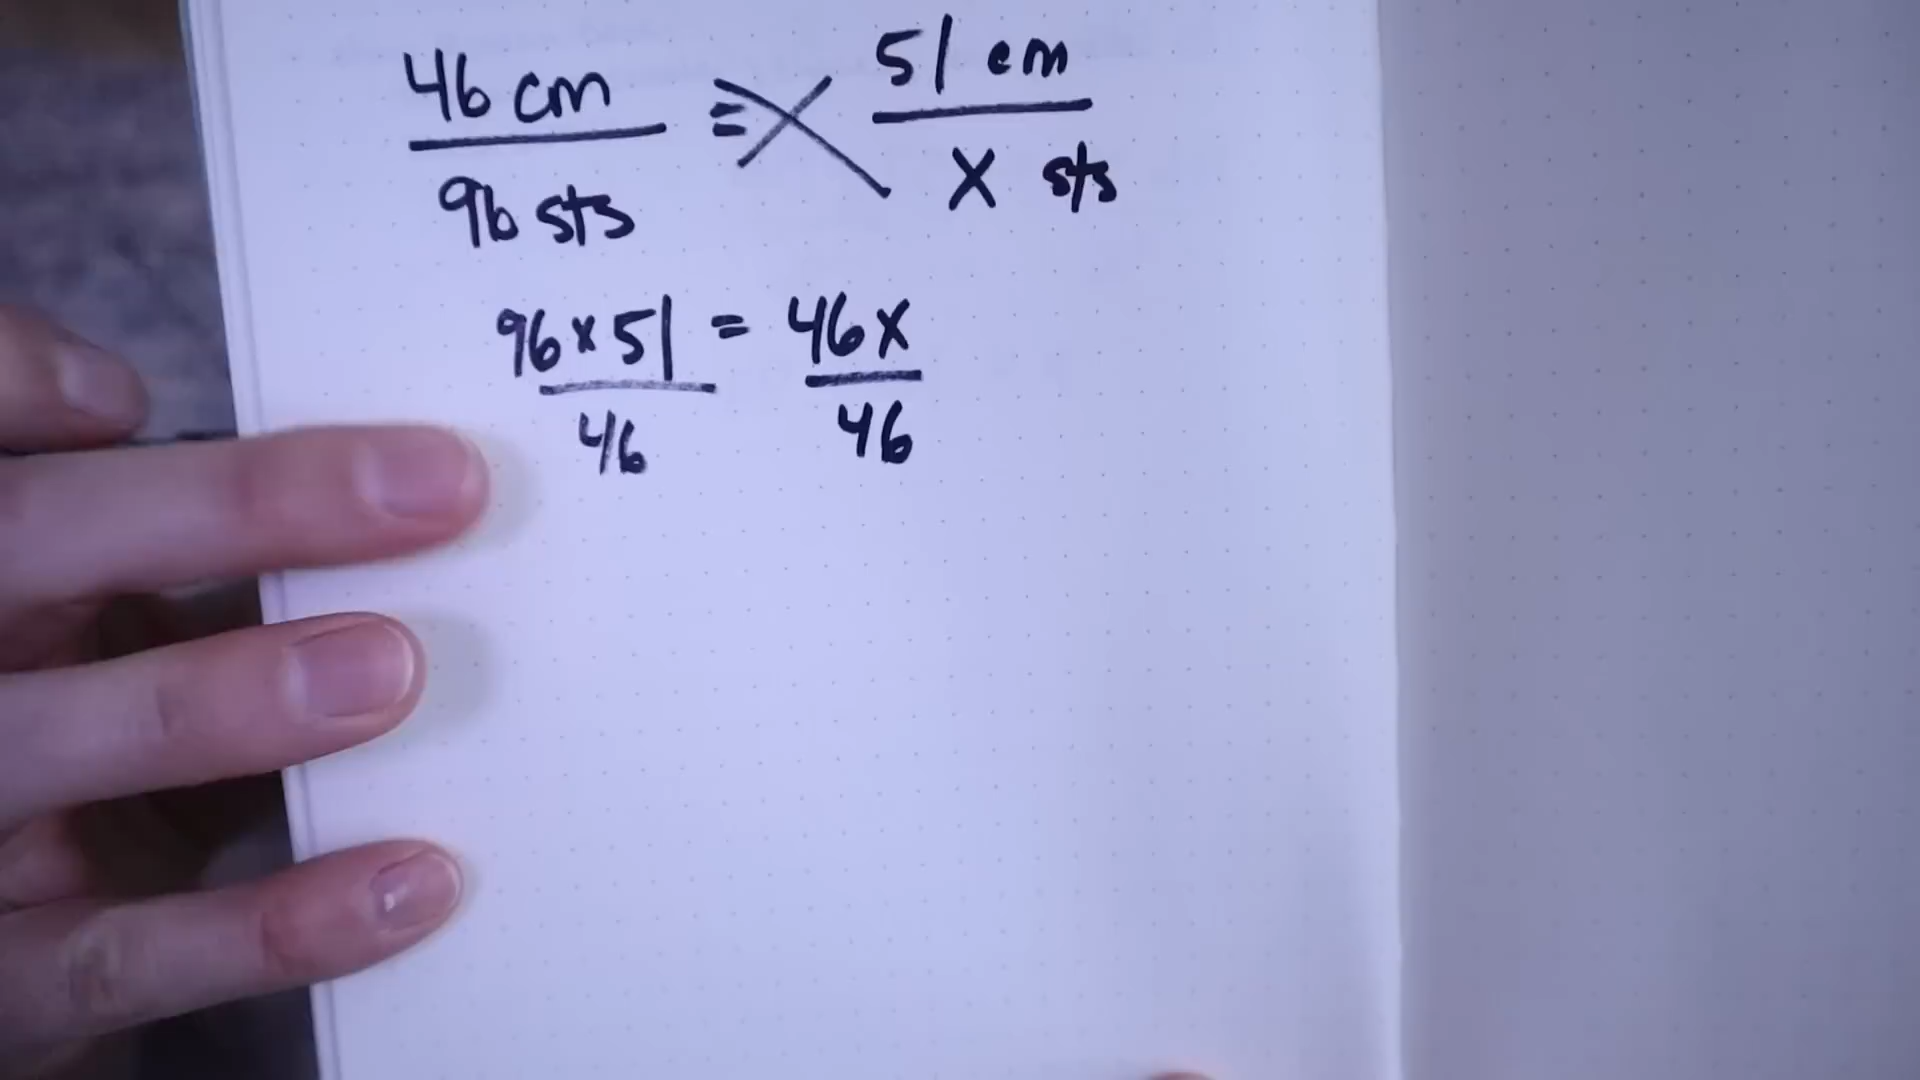 46 cm = 51 cm
96 sts X sts
96 x 51 = 46x
46 46